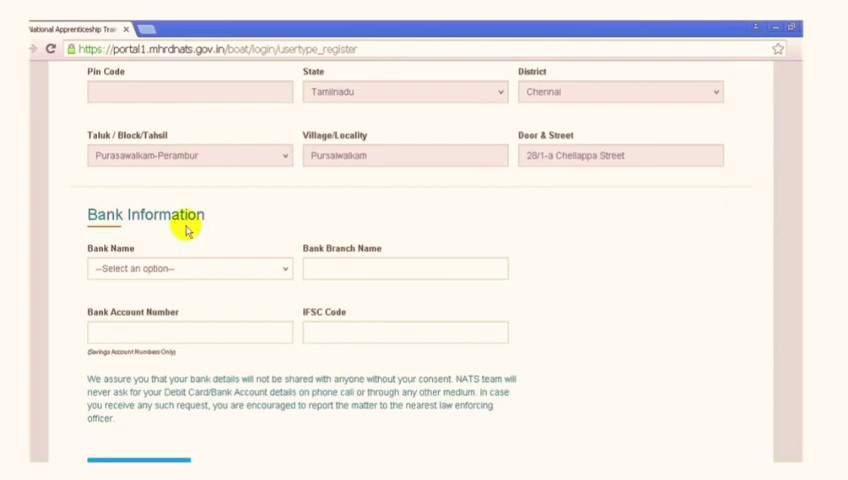 National Apprenticeship Trai
https://portal1.mhrdnats.gov.in/boat/login/usertype_register
Pin Code State District
Tamilnadu Chennai
Taluk / Block/Tahsil Village/Locality Door & Street
Purasawalkam-Perambur Pursalwalkam 28/1-a Chellappa Street
Bank Information
Bank Name Bank Branch Name
--Select an option--
Bank Account Number IFSC Code
(Savings Account Numbers Only)
We assure you that your bank details will not be shared with anyone without your consent. NATS team will
never ask for your Debit Card/Bank Account details on phone call or through any other medium. In case
you receive any such request, you are encouraged to report the matter to the nearest law enforcing
officer.